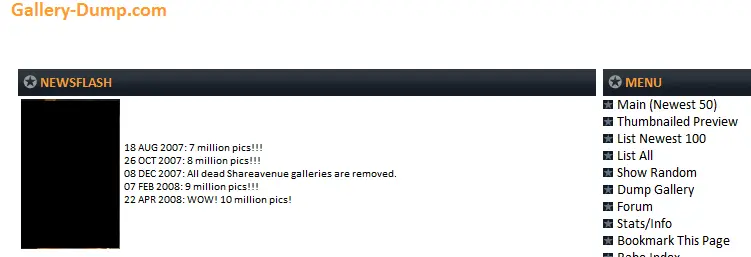 Gallery-Dump.com
NEWSFLASH
18 AUG 2007: 7 million pics!!!
26 OCT 2007: 8 million pics!!!
08 DEC 2007: All dead Shareavenue galleries are removed.
07 FEB 2008: 9 million pics!!!
22 APR 2008: WOW! 10 million pics!
MENU
Main (Newest 50)
Thumbnailed Preview
List Newest 100
List All
Show Random
Dump Gallery
Forum
Stats/Info
Bookmark This Page
Babe Index